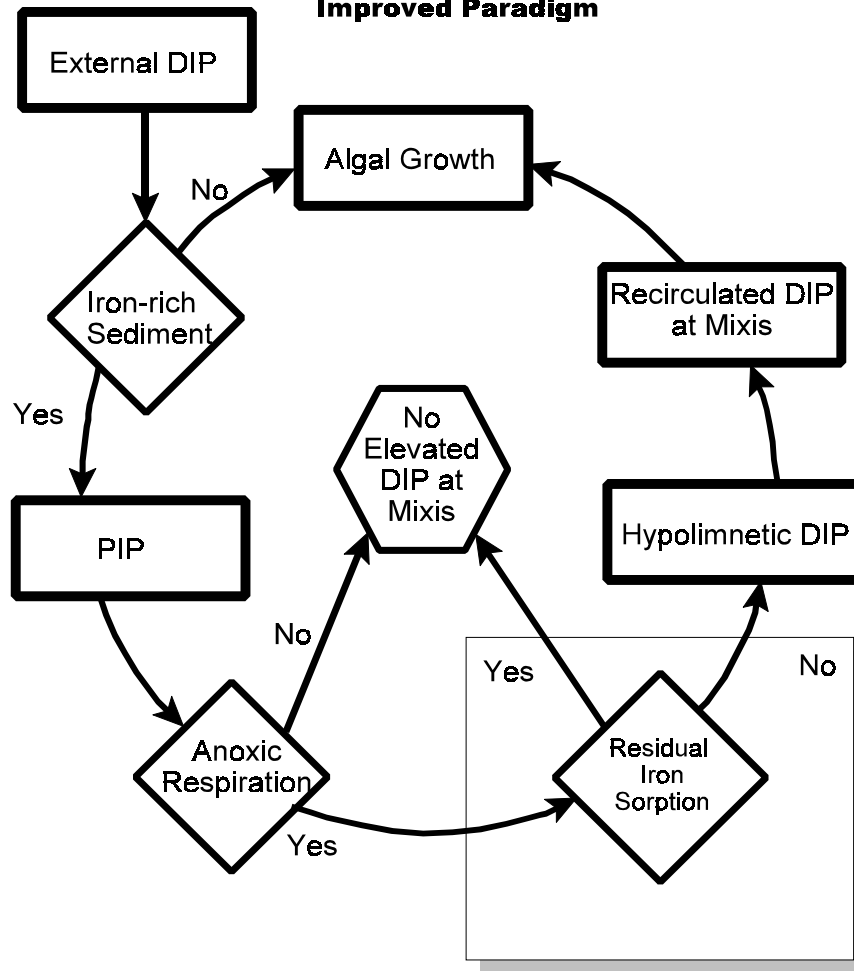 Improved Paradigm
External DIP
Algal Growth
No
Iron-rich
Sediment
Recirculated DIP
at Mixis
Yes
No
Elevated
DIP at
Mixis
PIP
Hypolimnetic DIP
No
Yes
No
Anoxic
Respiration
Residual
Iron
Sorption
Yes